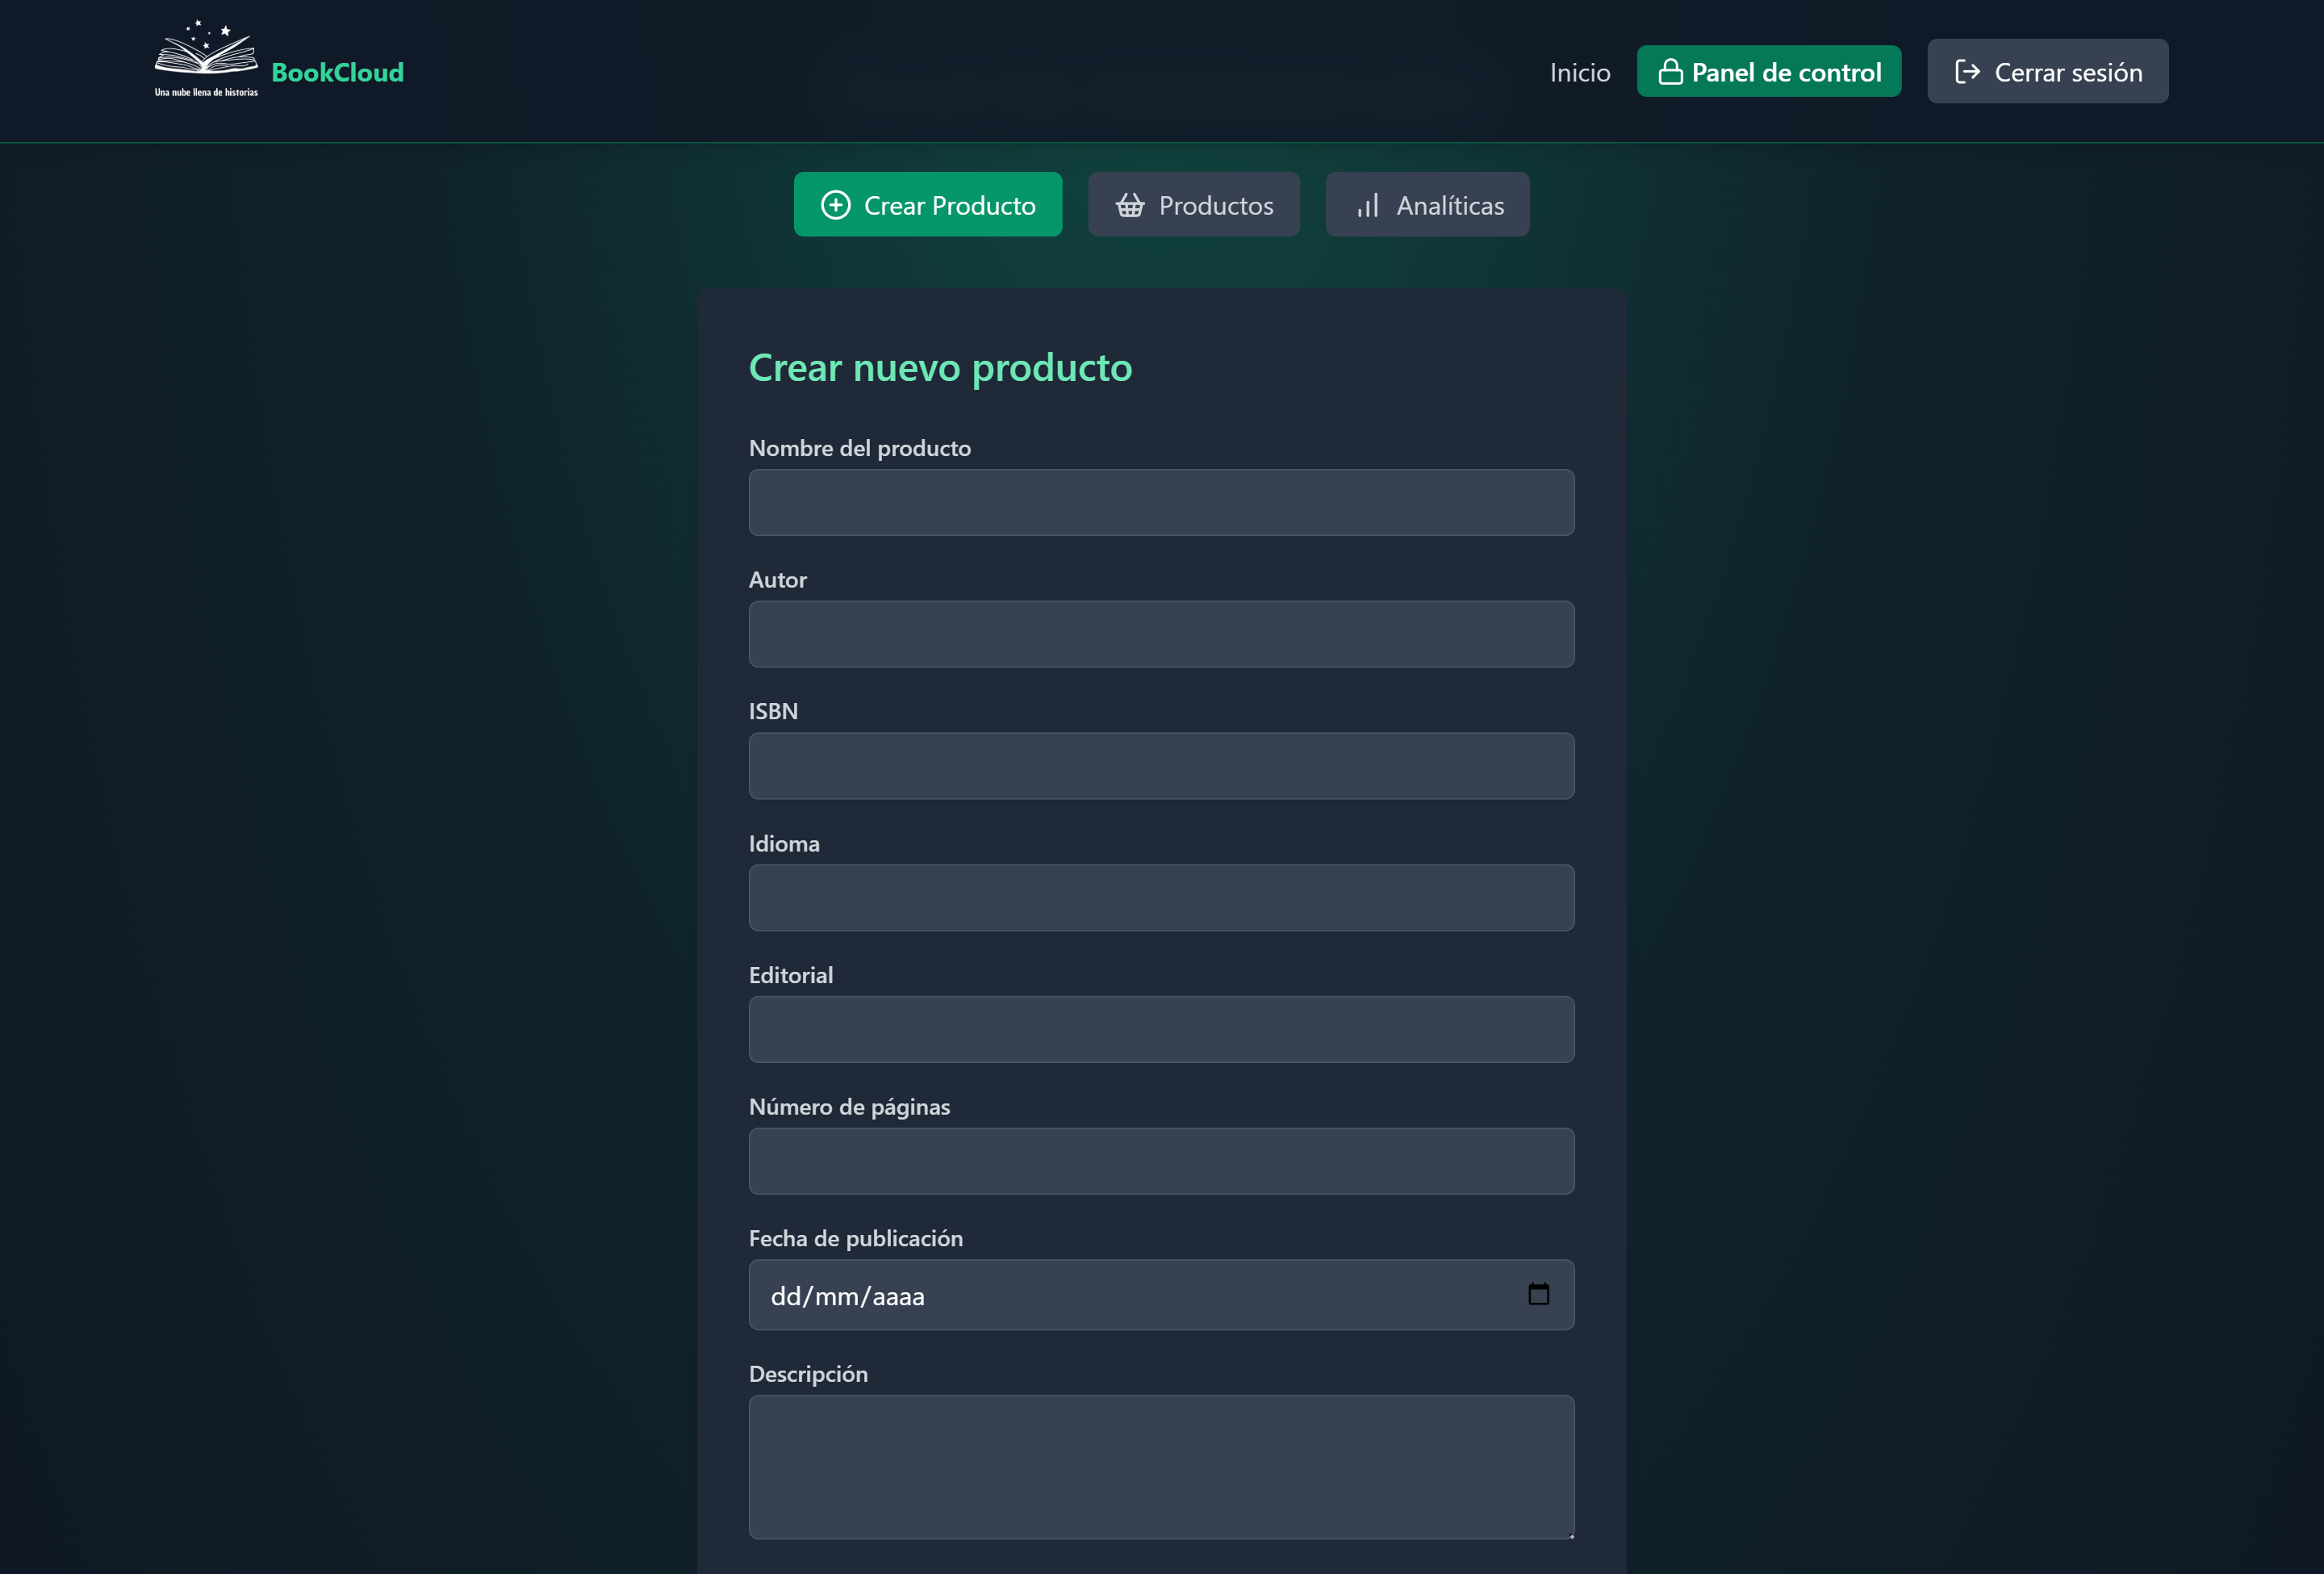 BookCloud
Una nube llena de historias
Inicio
Panel de control
Cerrar sesión
Crear Producto
Productos
Analíticas
Crear nuevo producto
Nombre del producto
Autor
ISBN
Idioma
Editorial
Número de páginas
Fecha de publicación
dd/mm/aaaa
Descripción